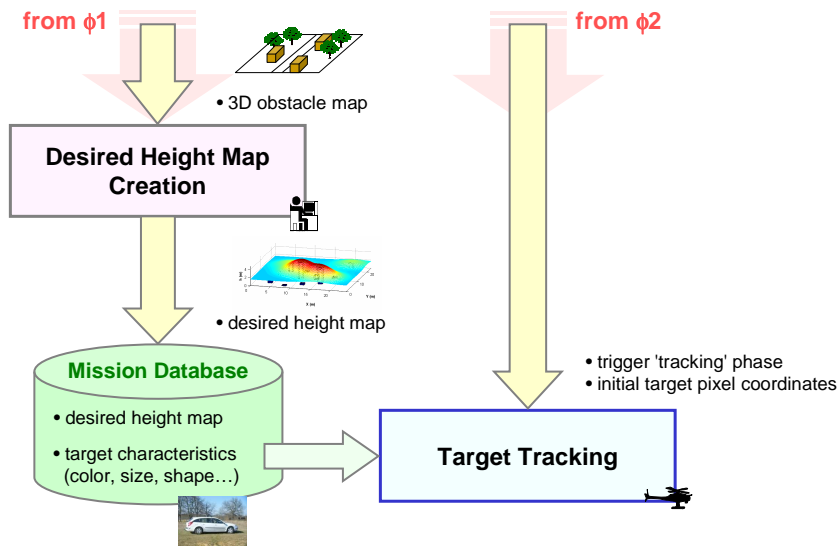 from ϕ1
from ϕ2
• 3D obstacle map
Desired Height Map
Creation
• desired height map
Mission Database
• desired height map
• target characteristics
(color, size, shape…)
• trigger 'tracking' phase
• initial target pixel coordinates
Target Tracking